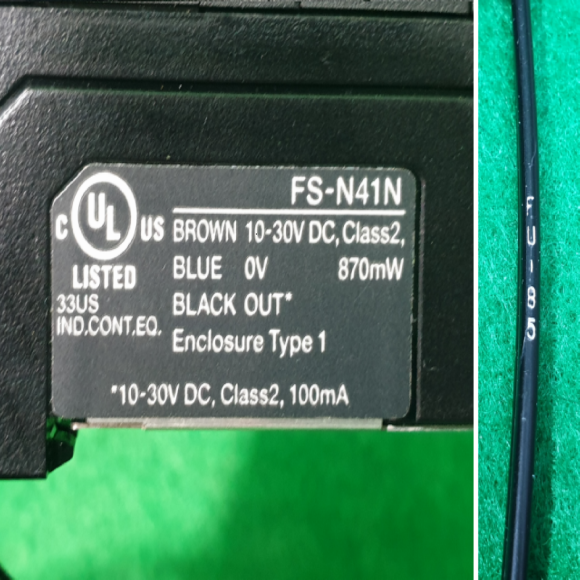 FS-N41N
C UL US
LISTED
33US
IND.CONT.EQ.
BROWN 10-30V DC, Class2,
BLUE 0V 870mW
BLACK OUT*
Enclosure Type 1
*10-30V DC, Class2, 100mA
FU-85